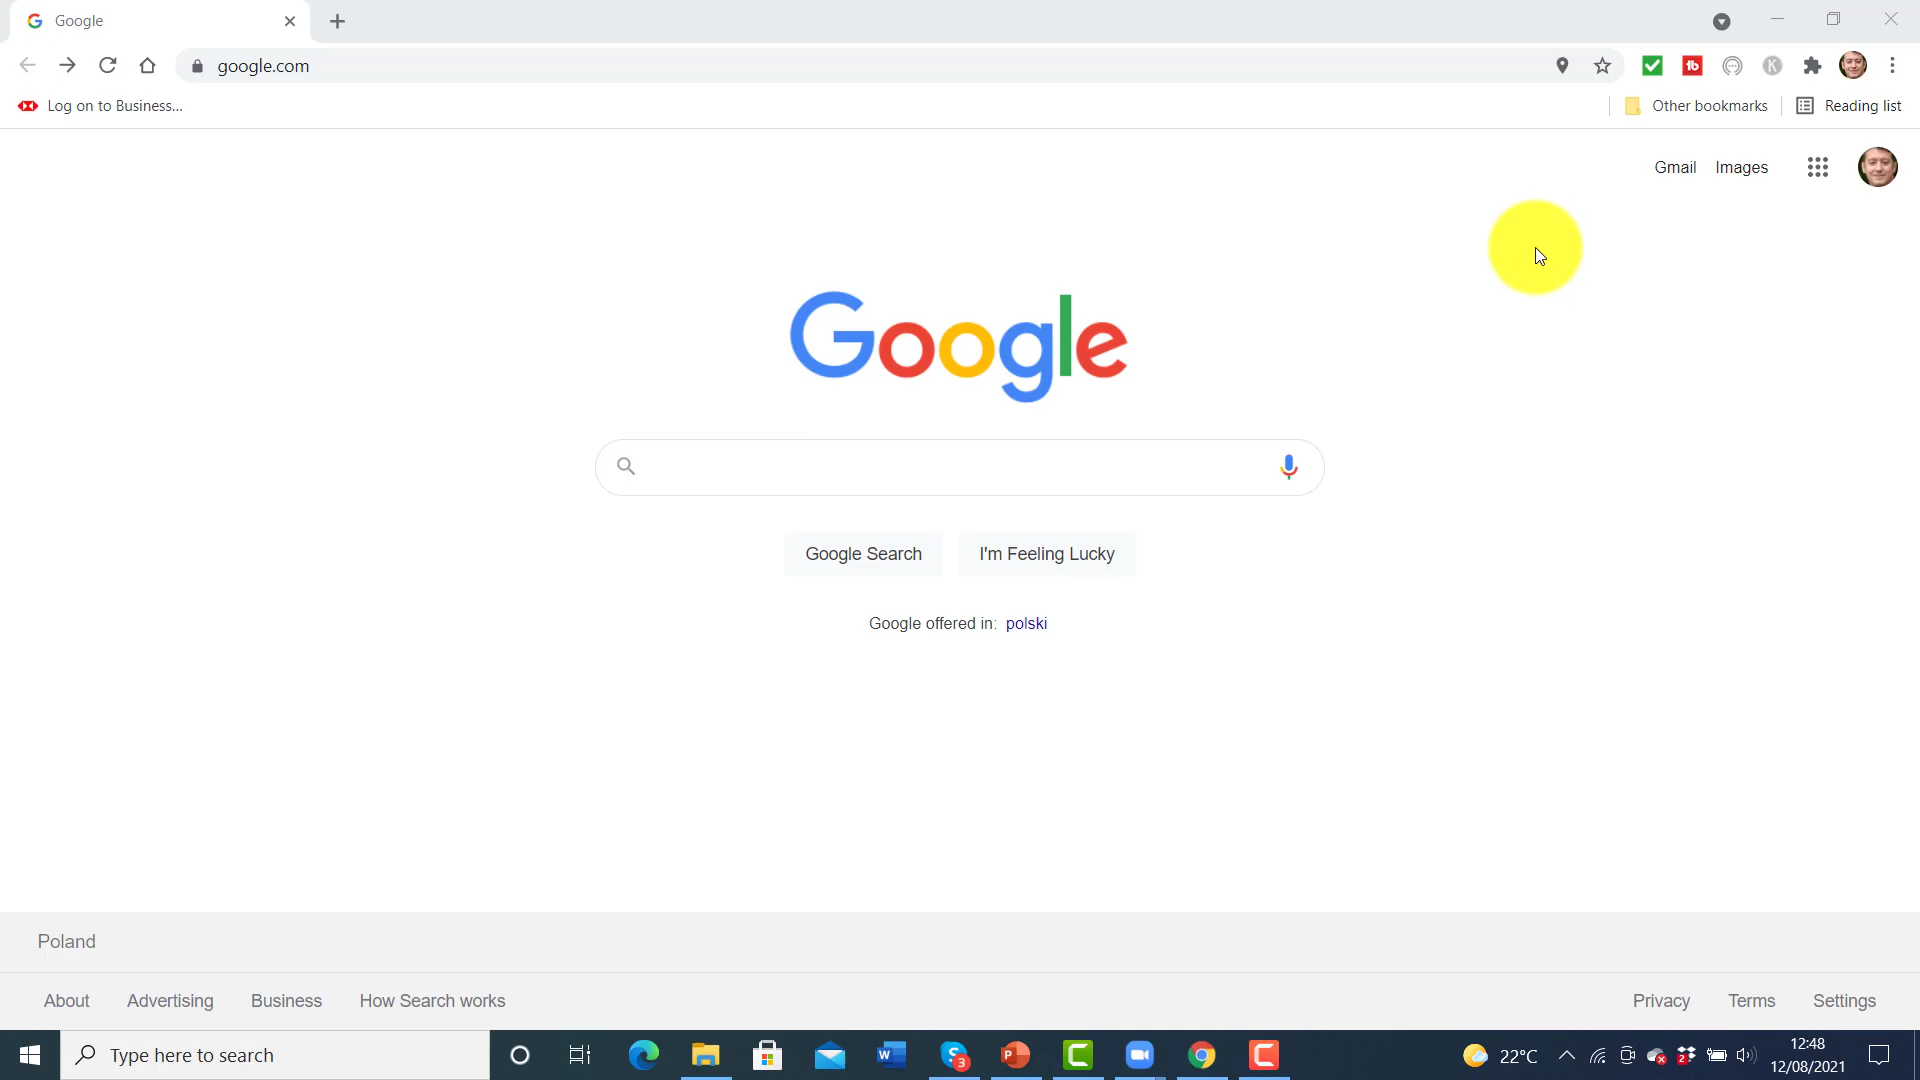 Google
google.com
Log on to Business...
Other bookmarks
Reading list
Gmail Images
Google
Google Search
I'm Feeling Lucky
Google offered in: polski
Poland
About Advertising Business How Search works
Privacy Terms Settings
Type here to search
22°C
12:48
12/08/2021